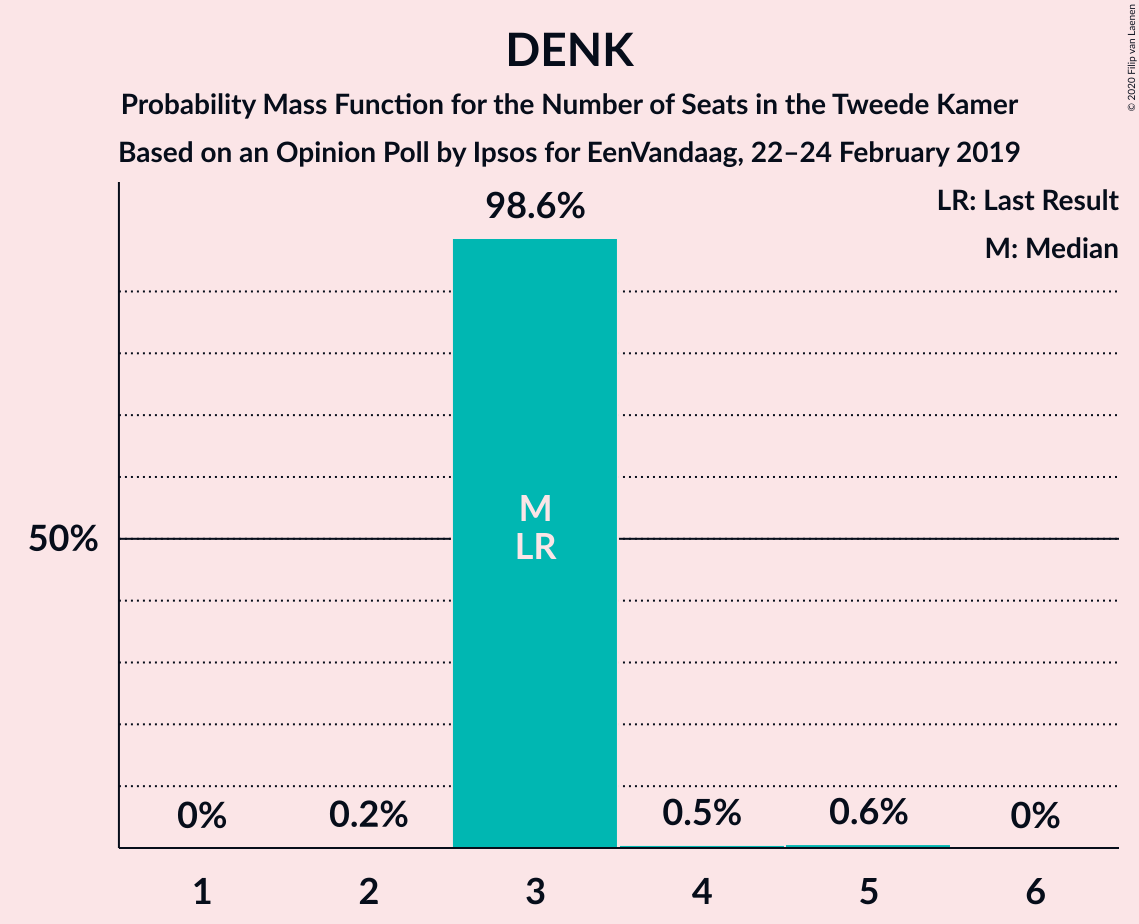 DENK
Probability Mass Function for the Number of Seats in the Tweede Kamer
Based on an Opinion Poll by Ipsos for EenVandaag, 22–24 February 2019
© 2020 Filip van Laenen
LR: Last Result
M: Median
98.6%
M
LR
50%
0%
0.2%
0.5%
0.6%
0%
1
2
3
4
5
6